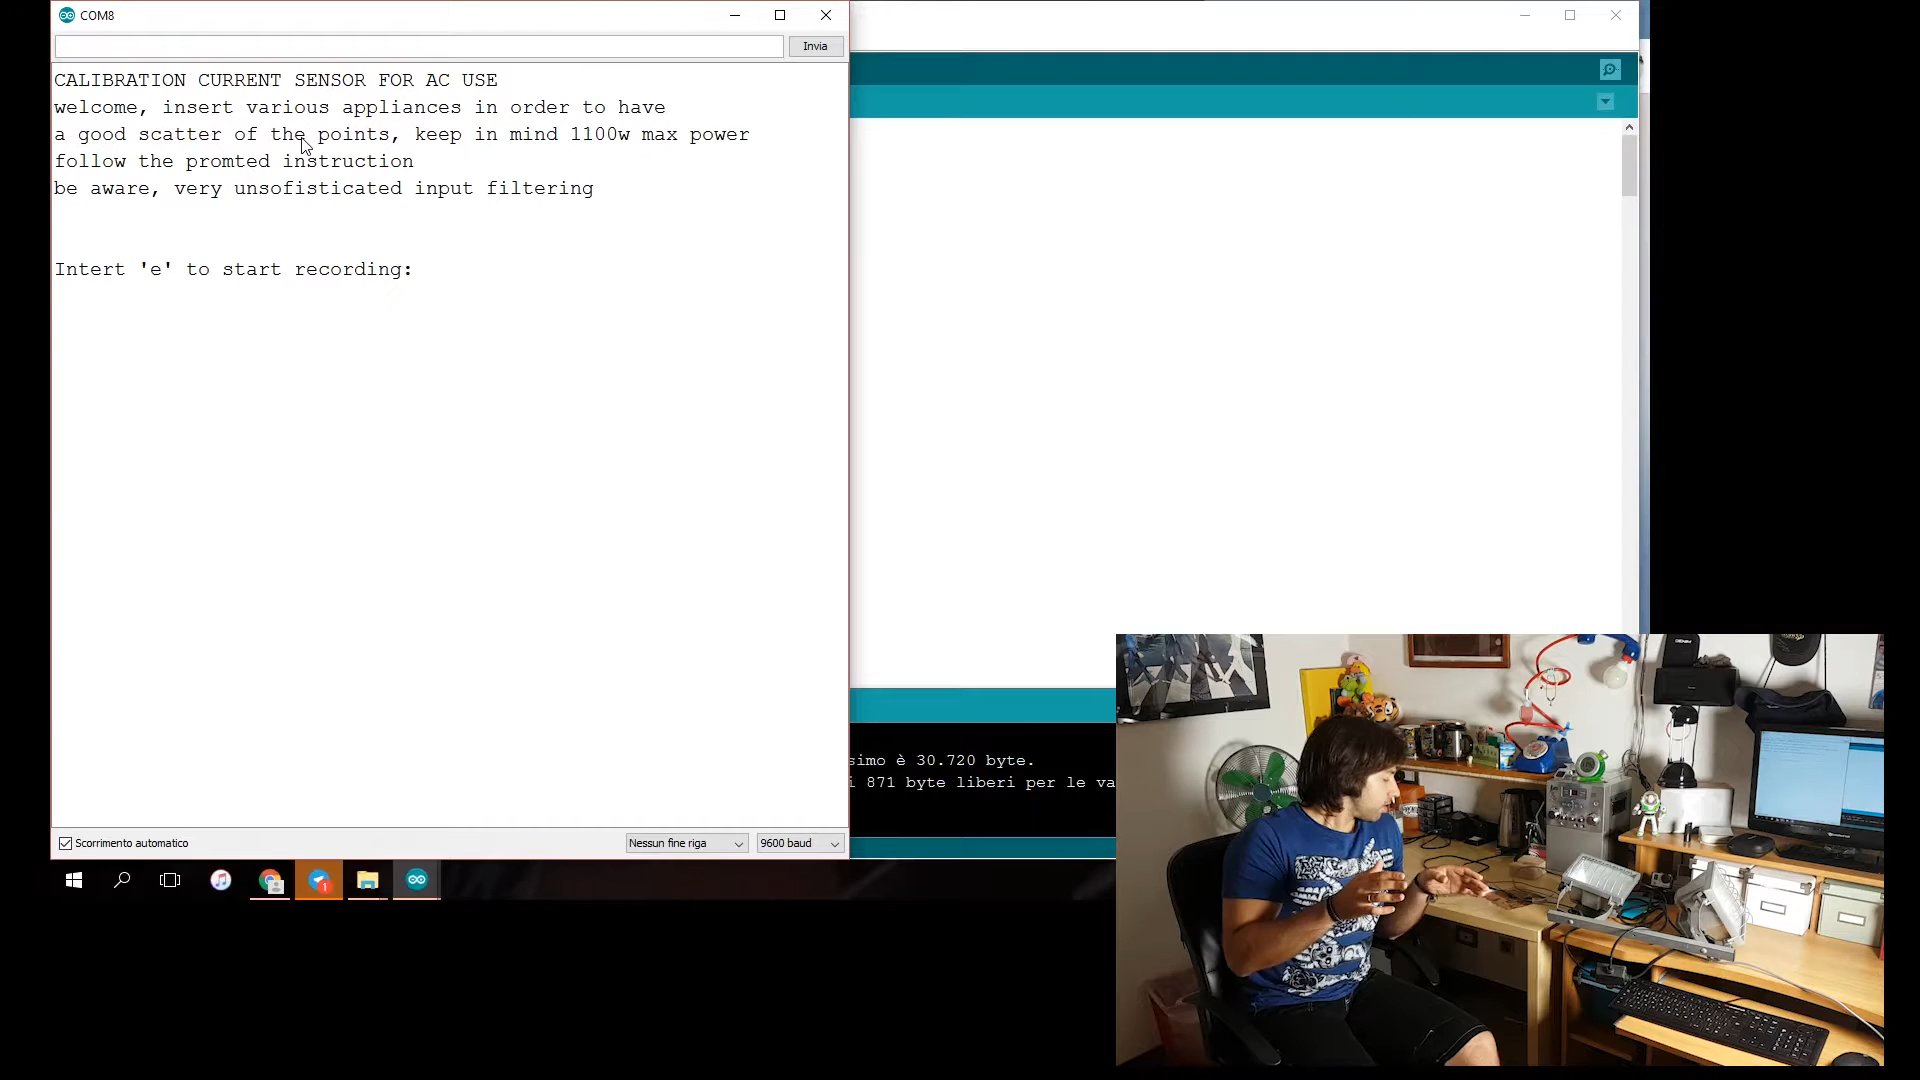 COM8
Invia
CALIBRATION CURRENT SENSOR FOR AC USE
welcome, insert various appliances in order to have
a good scatter of the points, keep in mind 1100w max power
follow the promted instruction
be aware, very unsofisticated input filtering
Intert 'e' to start recording:
simo è 30.720 byte.
i 871 byte liberi per le va
Scorrimento automatico
Nessun fine riga
9600 baud
1